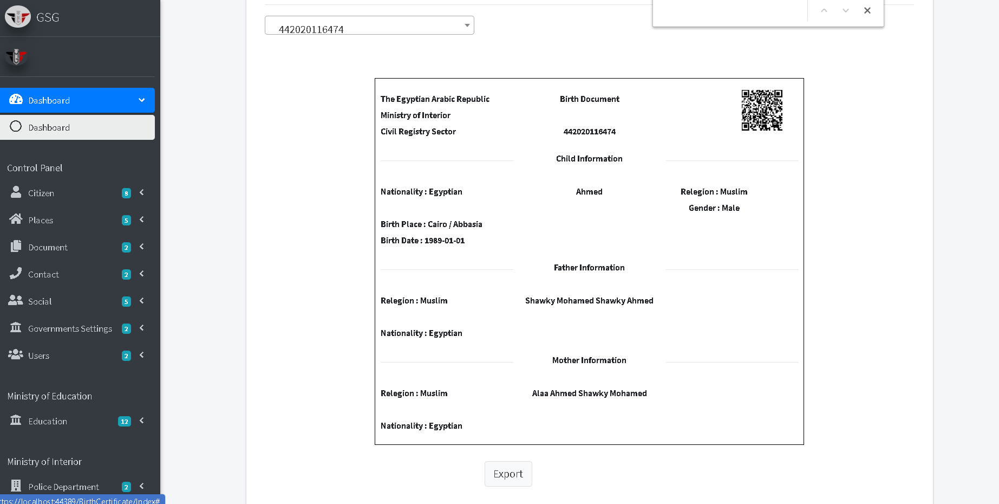 GSG
442020116474
Dashboard
Dashboard
Control Panel
Citizen 8
Places 5
Document 2
Contact 2
Social 5
Governments Settings 2
Users 2
Ministry of Education
Education 12
Ministry of Interior
Police Department 2
ttps://localhost:44389/BirthCertificate/Index#
The Egyptian Arabic Republic
Birth Document
Ministry of Interior
Civil Registry Sector
442020116474
Child Information
Nationality : Egyptian
Ahmed
Relegion : Muslim
Gender : Male
Birth Place : Cairo / Abbasia
Birth Date : 1989-01-01
Father Information
Relegion : Muslim
Shawky Mohamed Shawky Ahmed
Nationality : Egyptian
Mother Information
Relegion : Muslim
Alaa Ahmed Shawky Mohamed
Nationality : Egyptian
Export